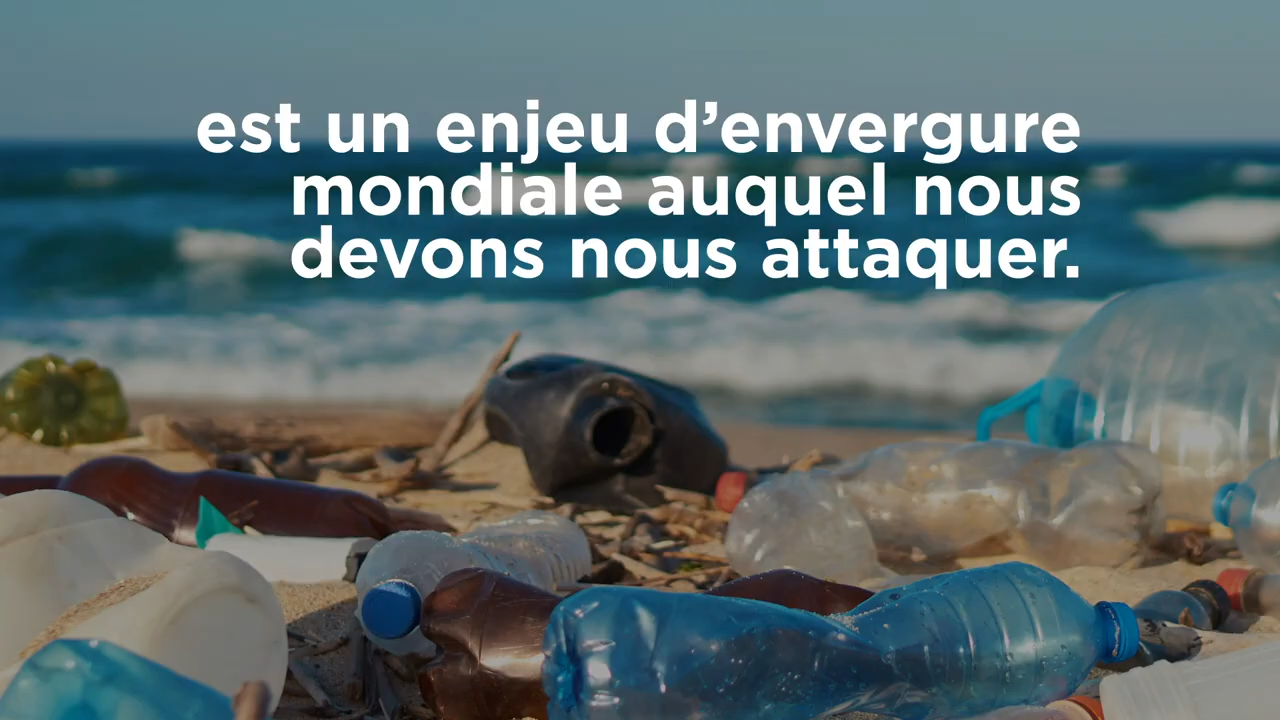 est un enjeu d’envergure
mondiale auquel nous
devons nous attaquer.